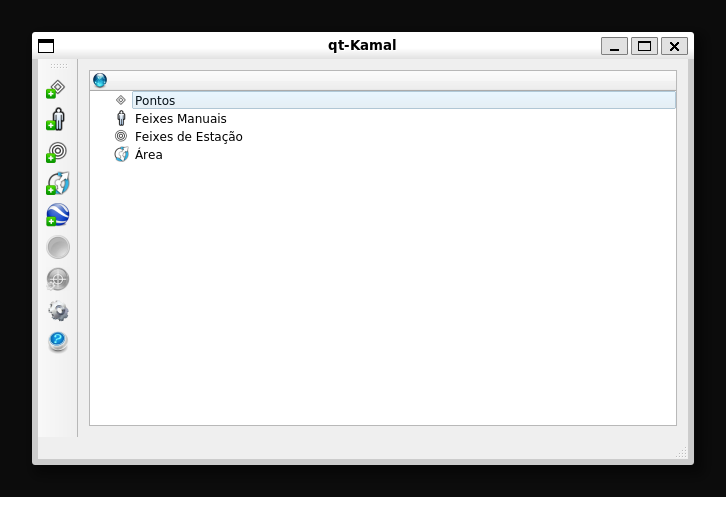 qt-Kamal
Pontos
Feixes Manuais
Feixes de Estação
Área